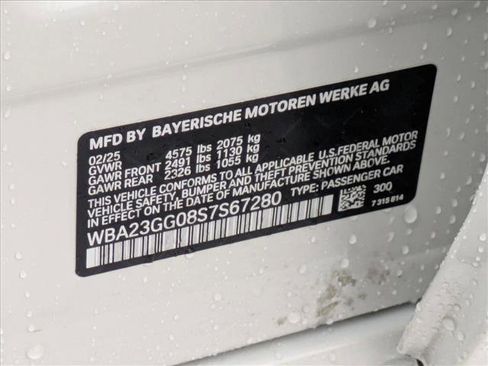 MFD BY BAYERISCHE MOTOREN WERKE AG
02/25 4575 lbs 2075 kg
GVWR
GAWR FRONT 2491 lbs 1130 kg
GAWR REAR 2326 lbs 1055 kg
THIS VEHICLE CONFORMS TO ALL APPLICABLE U.S.FEDERAL MOTOR
VEHICLE SAFETY, BUMPER AND THEFT PREVENTION STANDARDS
IN EFFECT ON THE DATE OF MANUFACTURE SHOWN ABOVE.
WBA23GG08S7S67280 TYPE: PASSENGER CAR
300
7 315 814